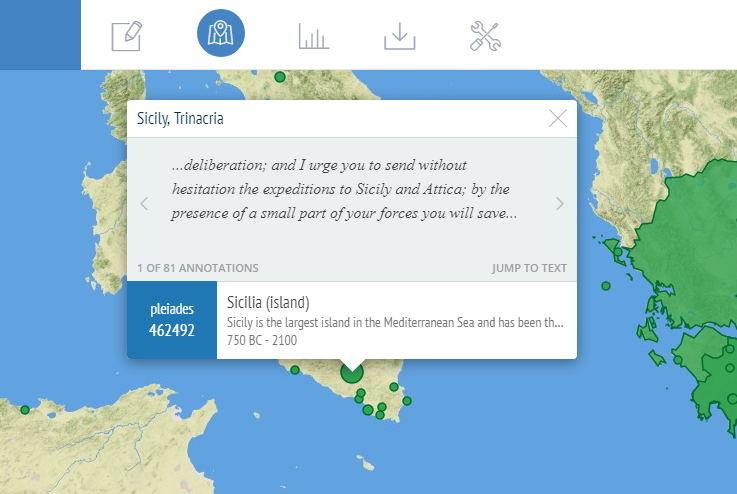 Sicily, Trinacria
...deliberation; and I urge you to send without
hesitation the expeditions to Sicily and Attica; by the
presence of a small part of your forces you will save...
1 OF 81 ANNOTATIONS
JUMP TO TEXT
pleiades
462492
Sicilia (island)
Sicily is the largest island in the Mediterranean Sea and has been th...
750 BC - 2100